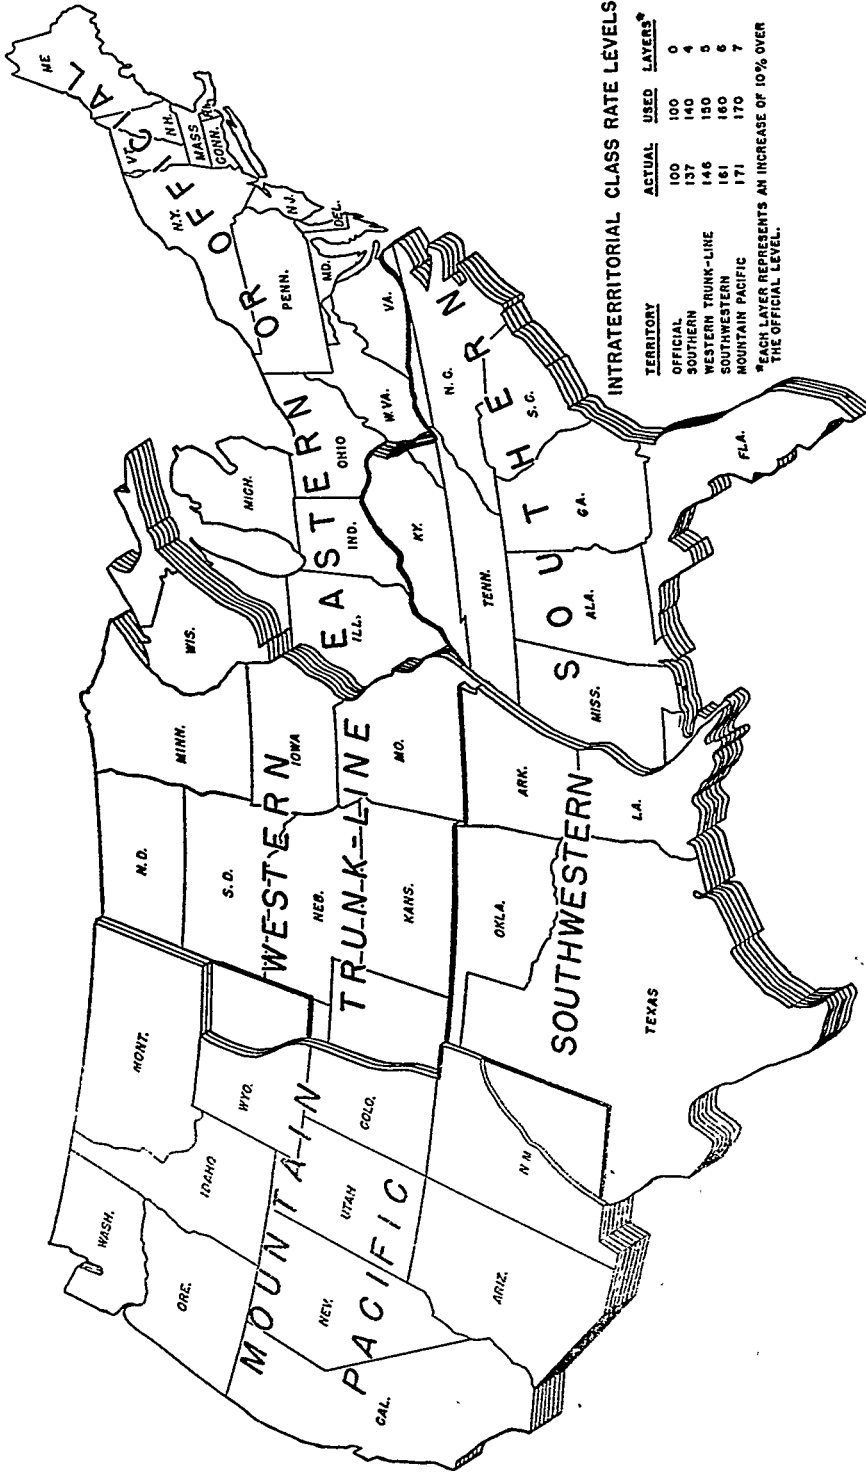 MOUNTAIN PACIFIC
WESTERN TRUNK-LINE
SOUTHWESTERN
EASTERN OR OFFICIAL
SOUTHERN
WASH.
ORE.
CAL.
NEV.
IDAHO
MONT.
WYO.
UTAH
COLO.
ARIZ.
N M
N.D.
S.D.
NEB.
KANS.
OKLA.
TEXAS
MINN.
IOWA
MO.
ARK.
LA.
WIS.
MICH.
ILL.
IND.
OHIO
KY.
TENN.
MISS.
ALA.
GA.
FLA.
S.C.
N.C.
VA.
W.VA.
MD.
DEL.
PENN.
N.J.
N.Y.
CONN.
R.I.
MASS
VT.
N.H.
ME
INTRATERRITORIAL CLASS RATE LEVELS
TERRITORY ACTUAL USED LAYERS*
OFFICIAL 100 100 0
SOUTHERN 137 140 4
WESTERN TRUNK-LINE 146 150 5
SOUTHWESTERN 161 160 6
MOUNTAIN PACIFIC 171 170 7
*EACH LAYER REPRESENTS AN INCREASE OF 10% OVER
THE OFFICIAL LEVEL.